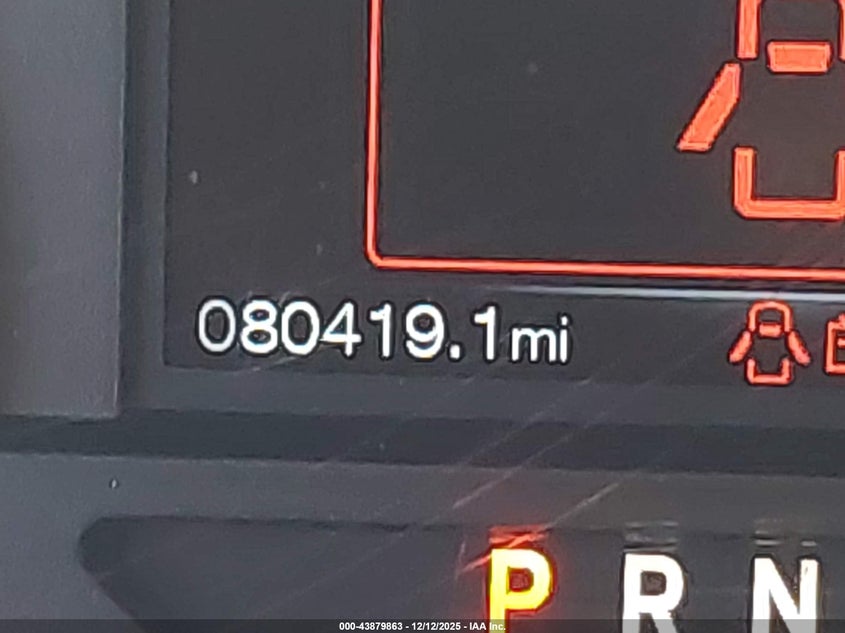 080419.1mi
P R N
000-43879863 - 12/12/2025 - IAA Inc.